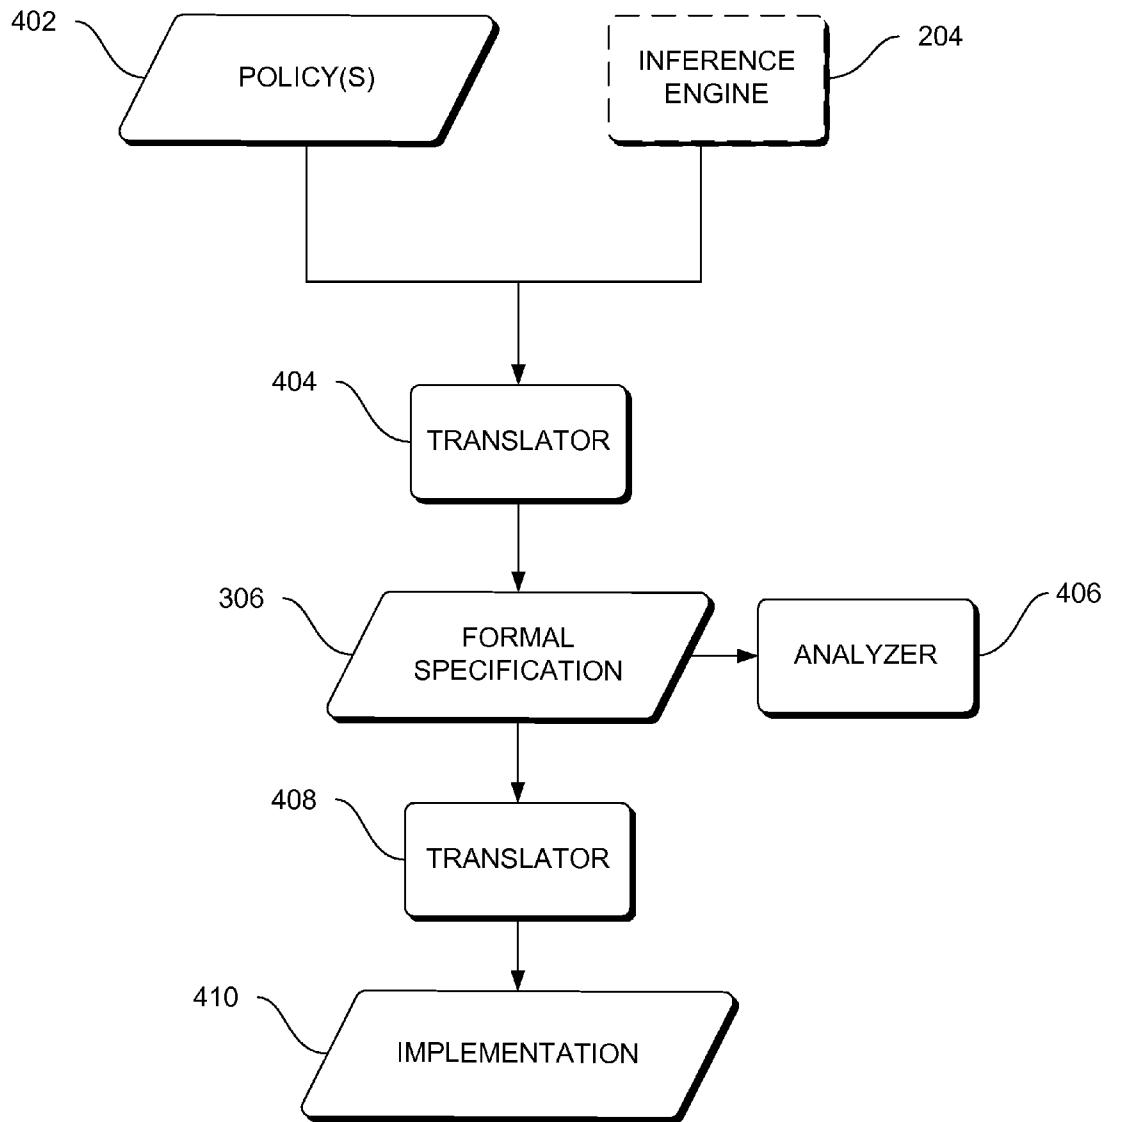 402
POLICY(S)
INFERENCE
ENGINE
204
404
TRANSLATOR
306
FORMAL
SPECIFICATION
ANALYZER
406
408
TRANSLATOR
410
IMPLEMENTATION